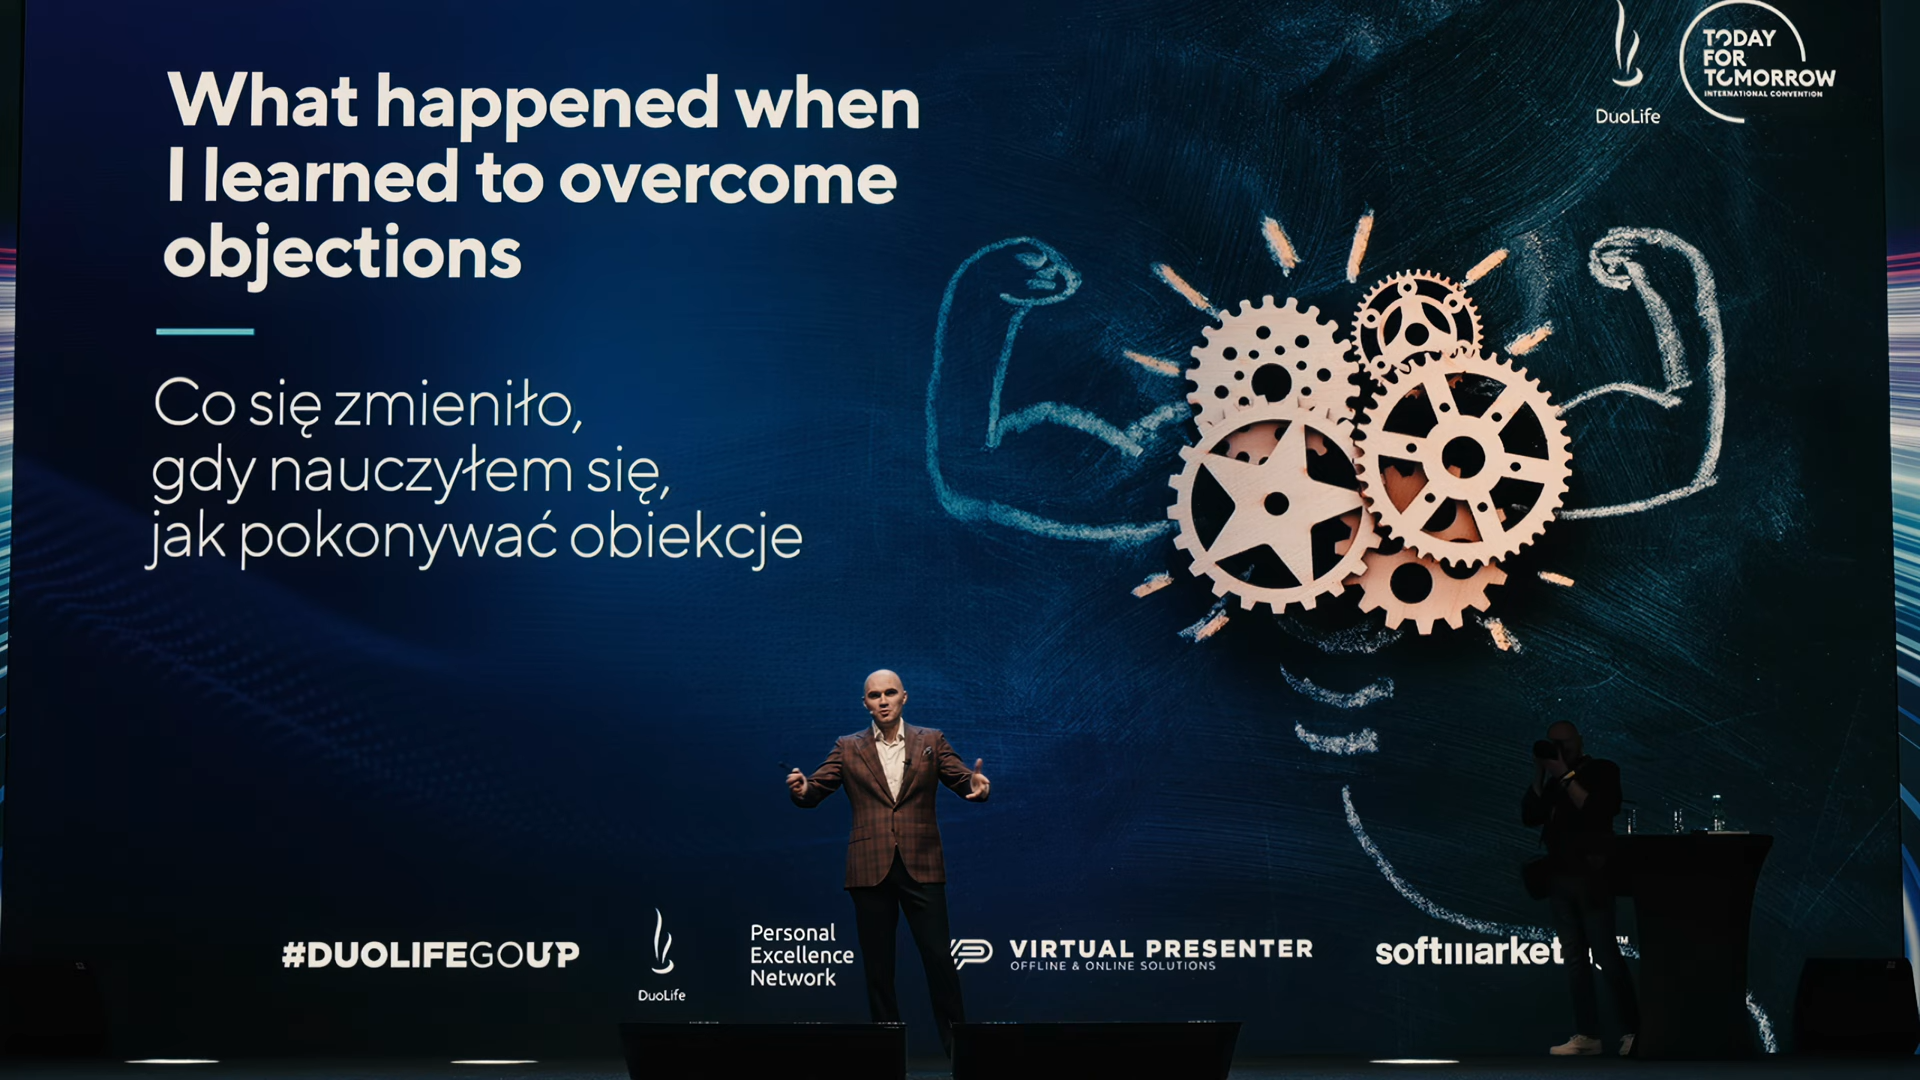 What happened when
I learned to overcome
objections
Co się zmieniło,
gdy nauczyłem się,
jak pokonywać obiekcje
DuoLife
TODAY
FOR
TOMORROW
INTERNATIONAL CONVENTION
#DUOLIFEGOUP
DuoLife
Personal
Excellence
Network
VP
VIRTUAL PRESENTER
OFFLINE & ONLINE SOLUTIONS
softmarket